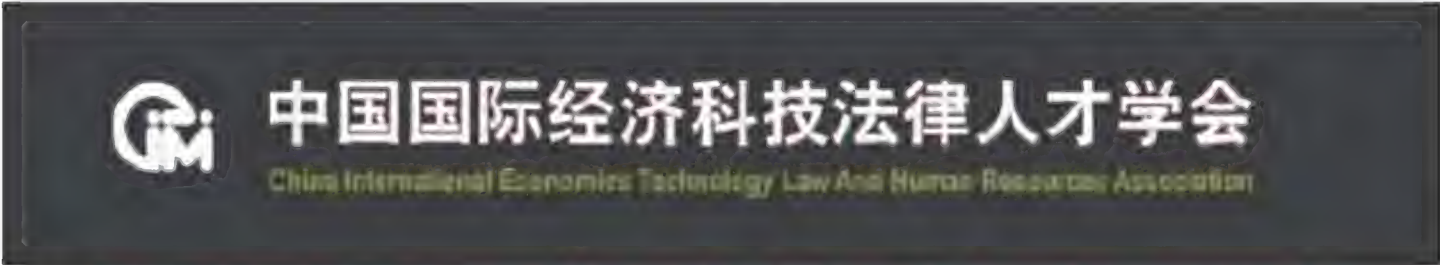 中国国际经济科技法律人才学会
China International Economics Technology Law And Human Resources Association